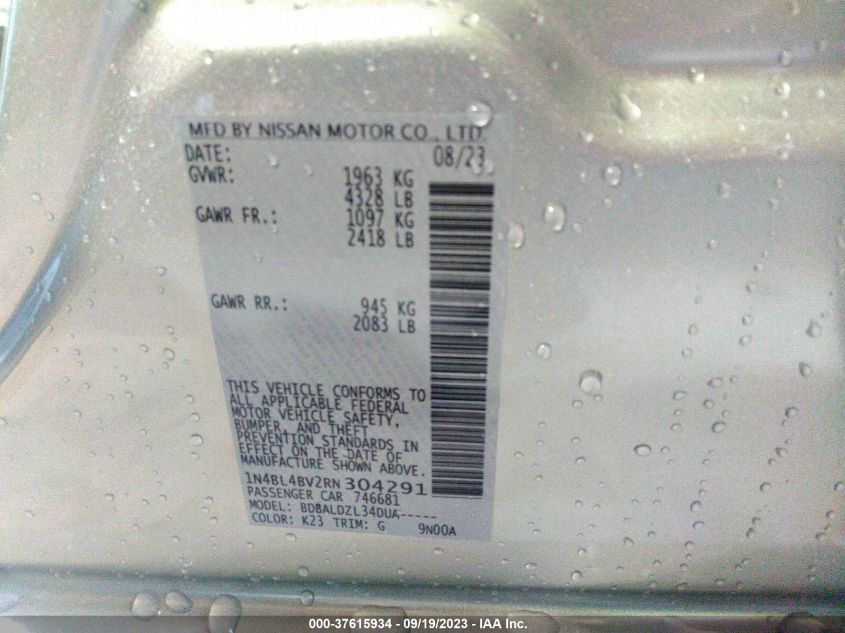 MFD BY NISSAN MOTOR CO., LTD.
DATE: 08/23
GVWR: 1963 KG
4328 LB
GAWR FR.: 1097 KG
2418 LB
GAWR RR.: 945 KG
2083 LB
THIS VEHICLE CONFORMS TO
ALL APPLICABLE FEDERAL
MOTOR VEHICLE SAFETY,
BUMPER, AND THEFT
PREVENTION STANDARDS IN
EFFECT ON THE DATE OF
MANUFACTURE SHOWN ABOVE.
1N4BL4BV2RN304291
PASSENGER CAR 746681
MODEL: BDBALDZL34DUA-----
COLOR: K23 TRIM: G 9N00A
000-37615934 - 09/19/2023 - IAA Inc.